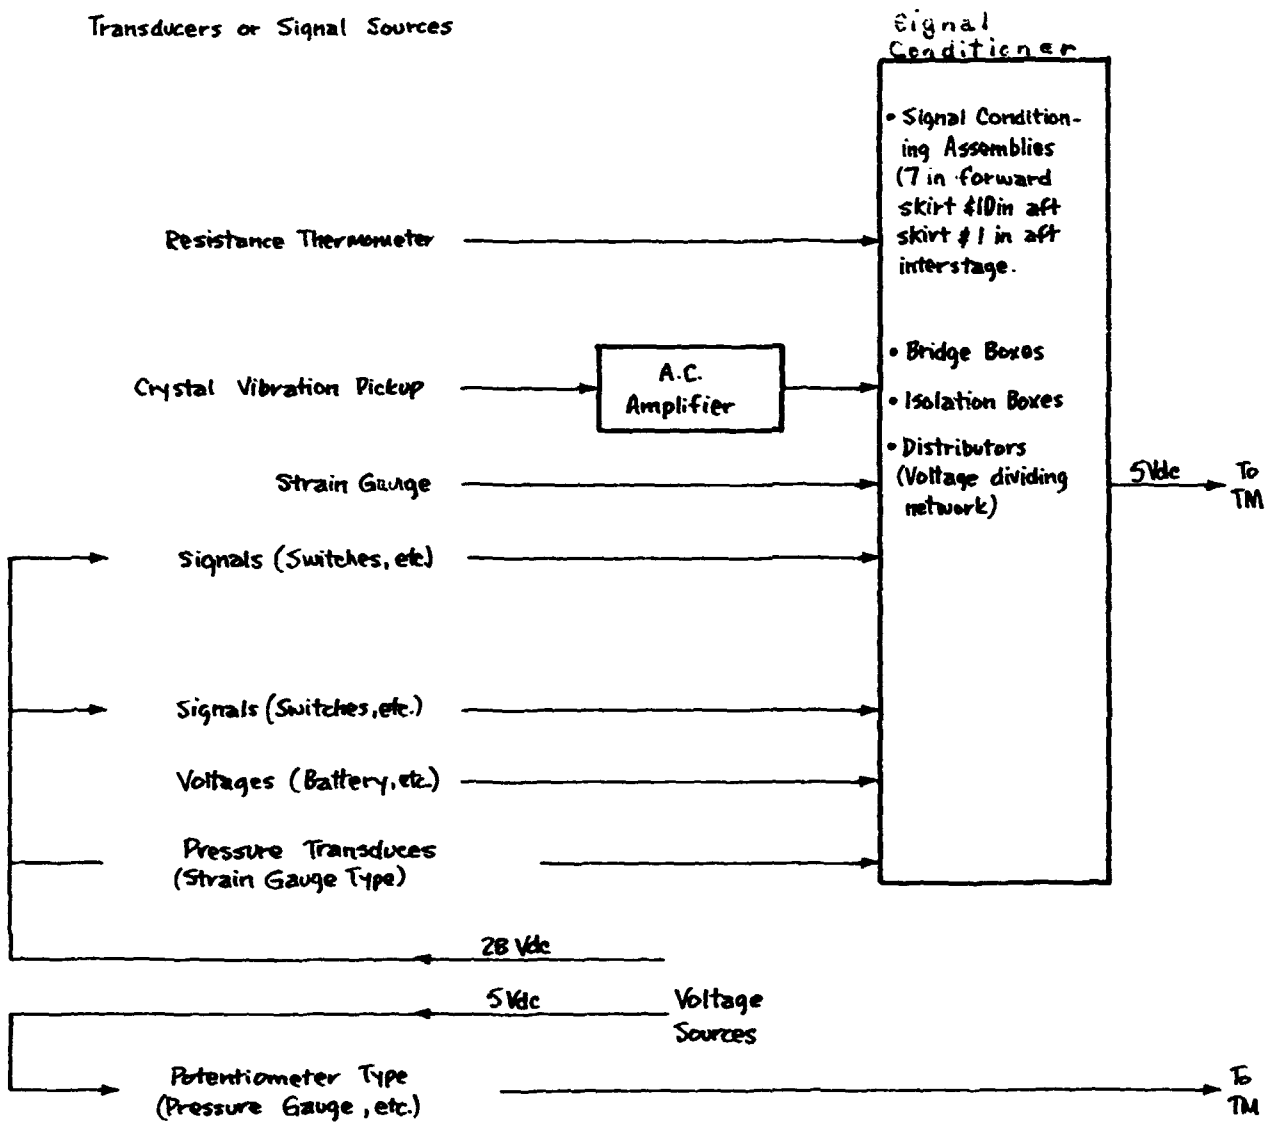 Transducers or Signal Sources
Signal
Conditioner
• Signal Condition-
ing Assemblies
(7 in forward
skirt &10in aft
skirt & 1 in aft
interstage.
Resistance Thermometer
• Bridge Boxes
A.C.
Amplifier
Crystal Vibration Pickup
• Isolation Boxes
• Distributors
(Voltage dividing
network)
Strain Gauge
5Vdc
To
TM
Signals (Switches, etc)
Signals (Switches, etc.)
Voltages (Battery, etc.)
Pressure Transduces
(Strain Gauge Type)
28 Vdc
5 Vdc
Voltage
Sources
Potentiometer Type
(Pressure Gauge, etc.)
To
TM